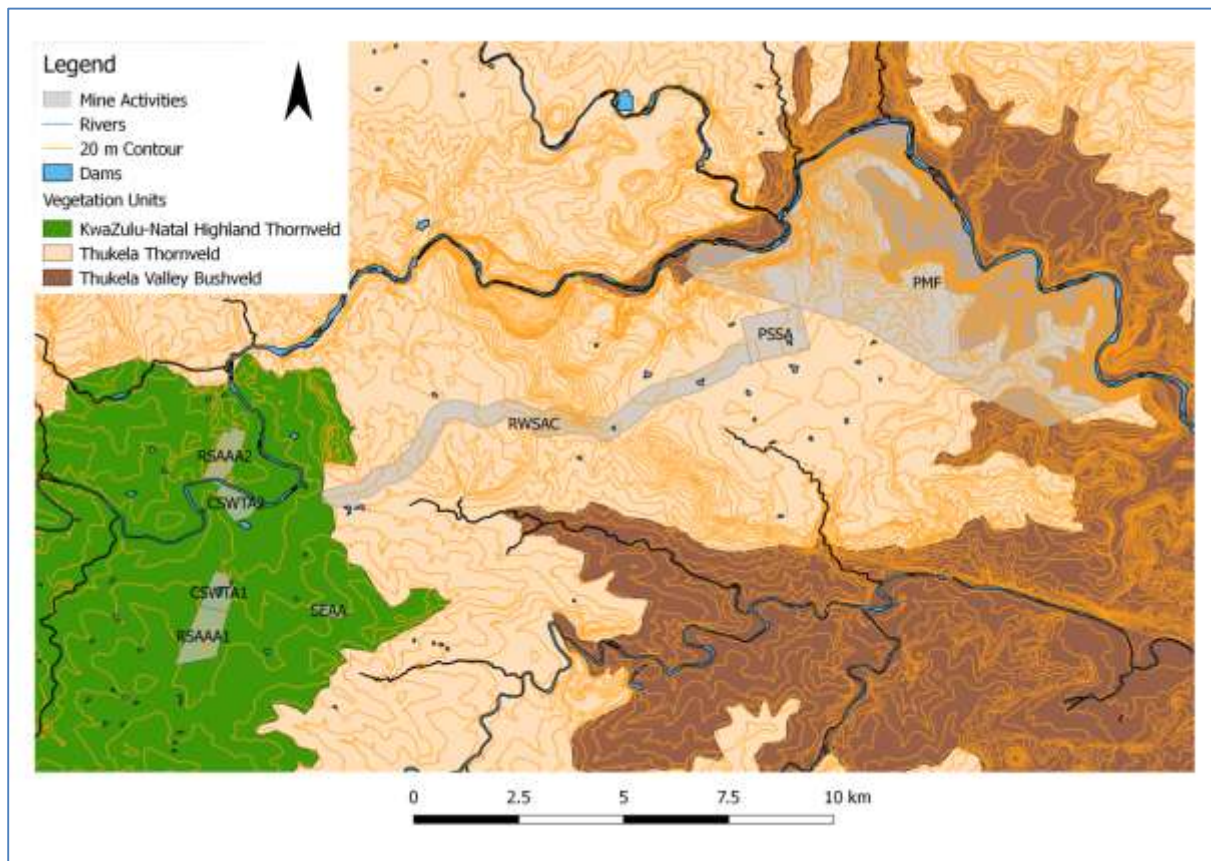 Legend
Mine Activities
Rivers
20 m Contour
Dams
Vegetation Units
KwaZulu-Natal Highland Thornveld
Thukela Thornveld
Thukela Valley Bushveld
PMF
PSSA
RWSAC
RSAAA2
CSWTA2
CSWTA1
SEAA
RSAAA1
0 2.5 5 7.5 10 km